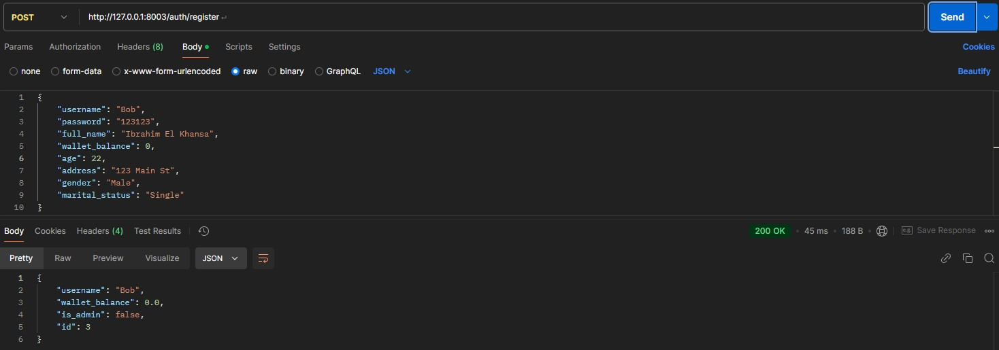 POST http://127.0.0.1:8003/auth/register Send
Params Authorization Headers (8) Body Scripts Settings Cookies
none form-data x-www-form-urlencoded raw binary GraphQL JSON Beautify
1 {
2 "username": "Bob",
3 "password": "123123",
4 "full_name": "Ibrahim El Khansa",
5 "wallet_balance": 0,
6 "age": 22,
7 "address": "123 Main St",
8 "gender": "Male",
9 "marital_status": "Single"
10 }
Body Cookies Headers (4) Test Results 200 OK • 45 ms • 188 B • e.g. Save Response
Pretty Raw Preview Visualize JSON
1 {
2 "username": "Bob",
3 "wallet_balance": 0.0,
4 "is_admin": false,
5 "id": 3
6 }